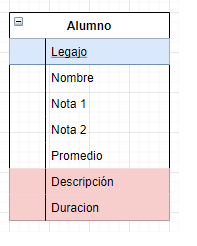 Alumno
Legajo
Nombre
Nota 1
Nota 2
Promedio
Descripción
Duracion